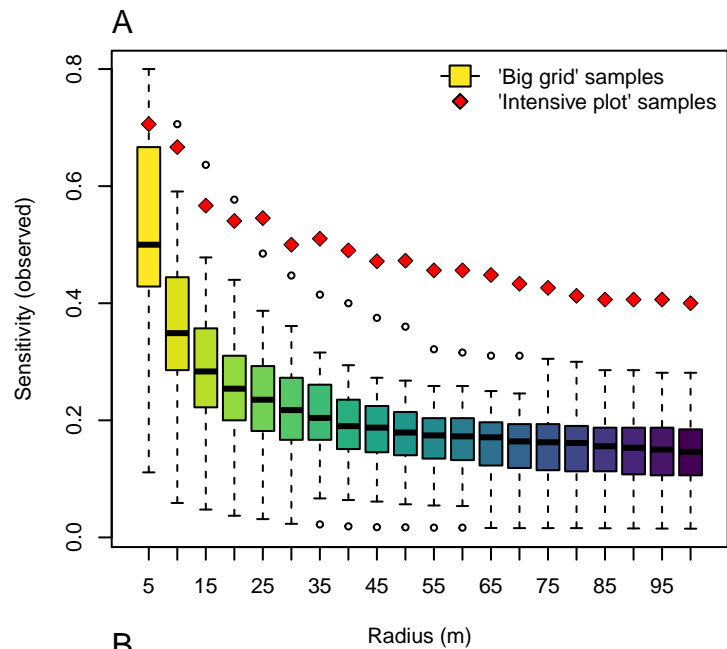 A
'Big grid' samples
'Intensive plot' samples
Sensitivity (observed)
0.8
0.6
0.4
0.2
0.0
5 15 25 35 45 55 65 75 85 95
Radius (m)
B